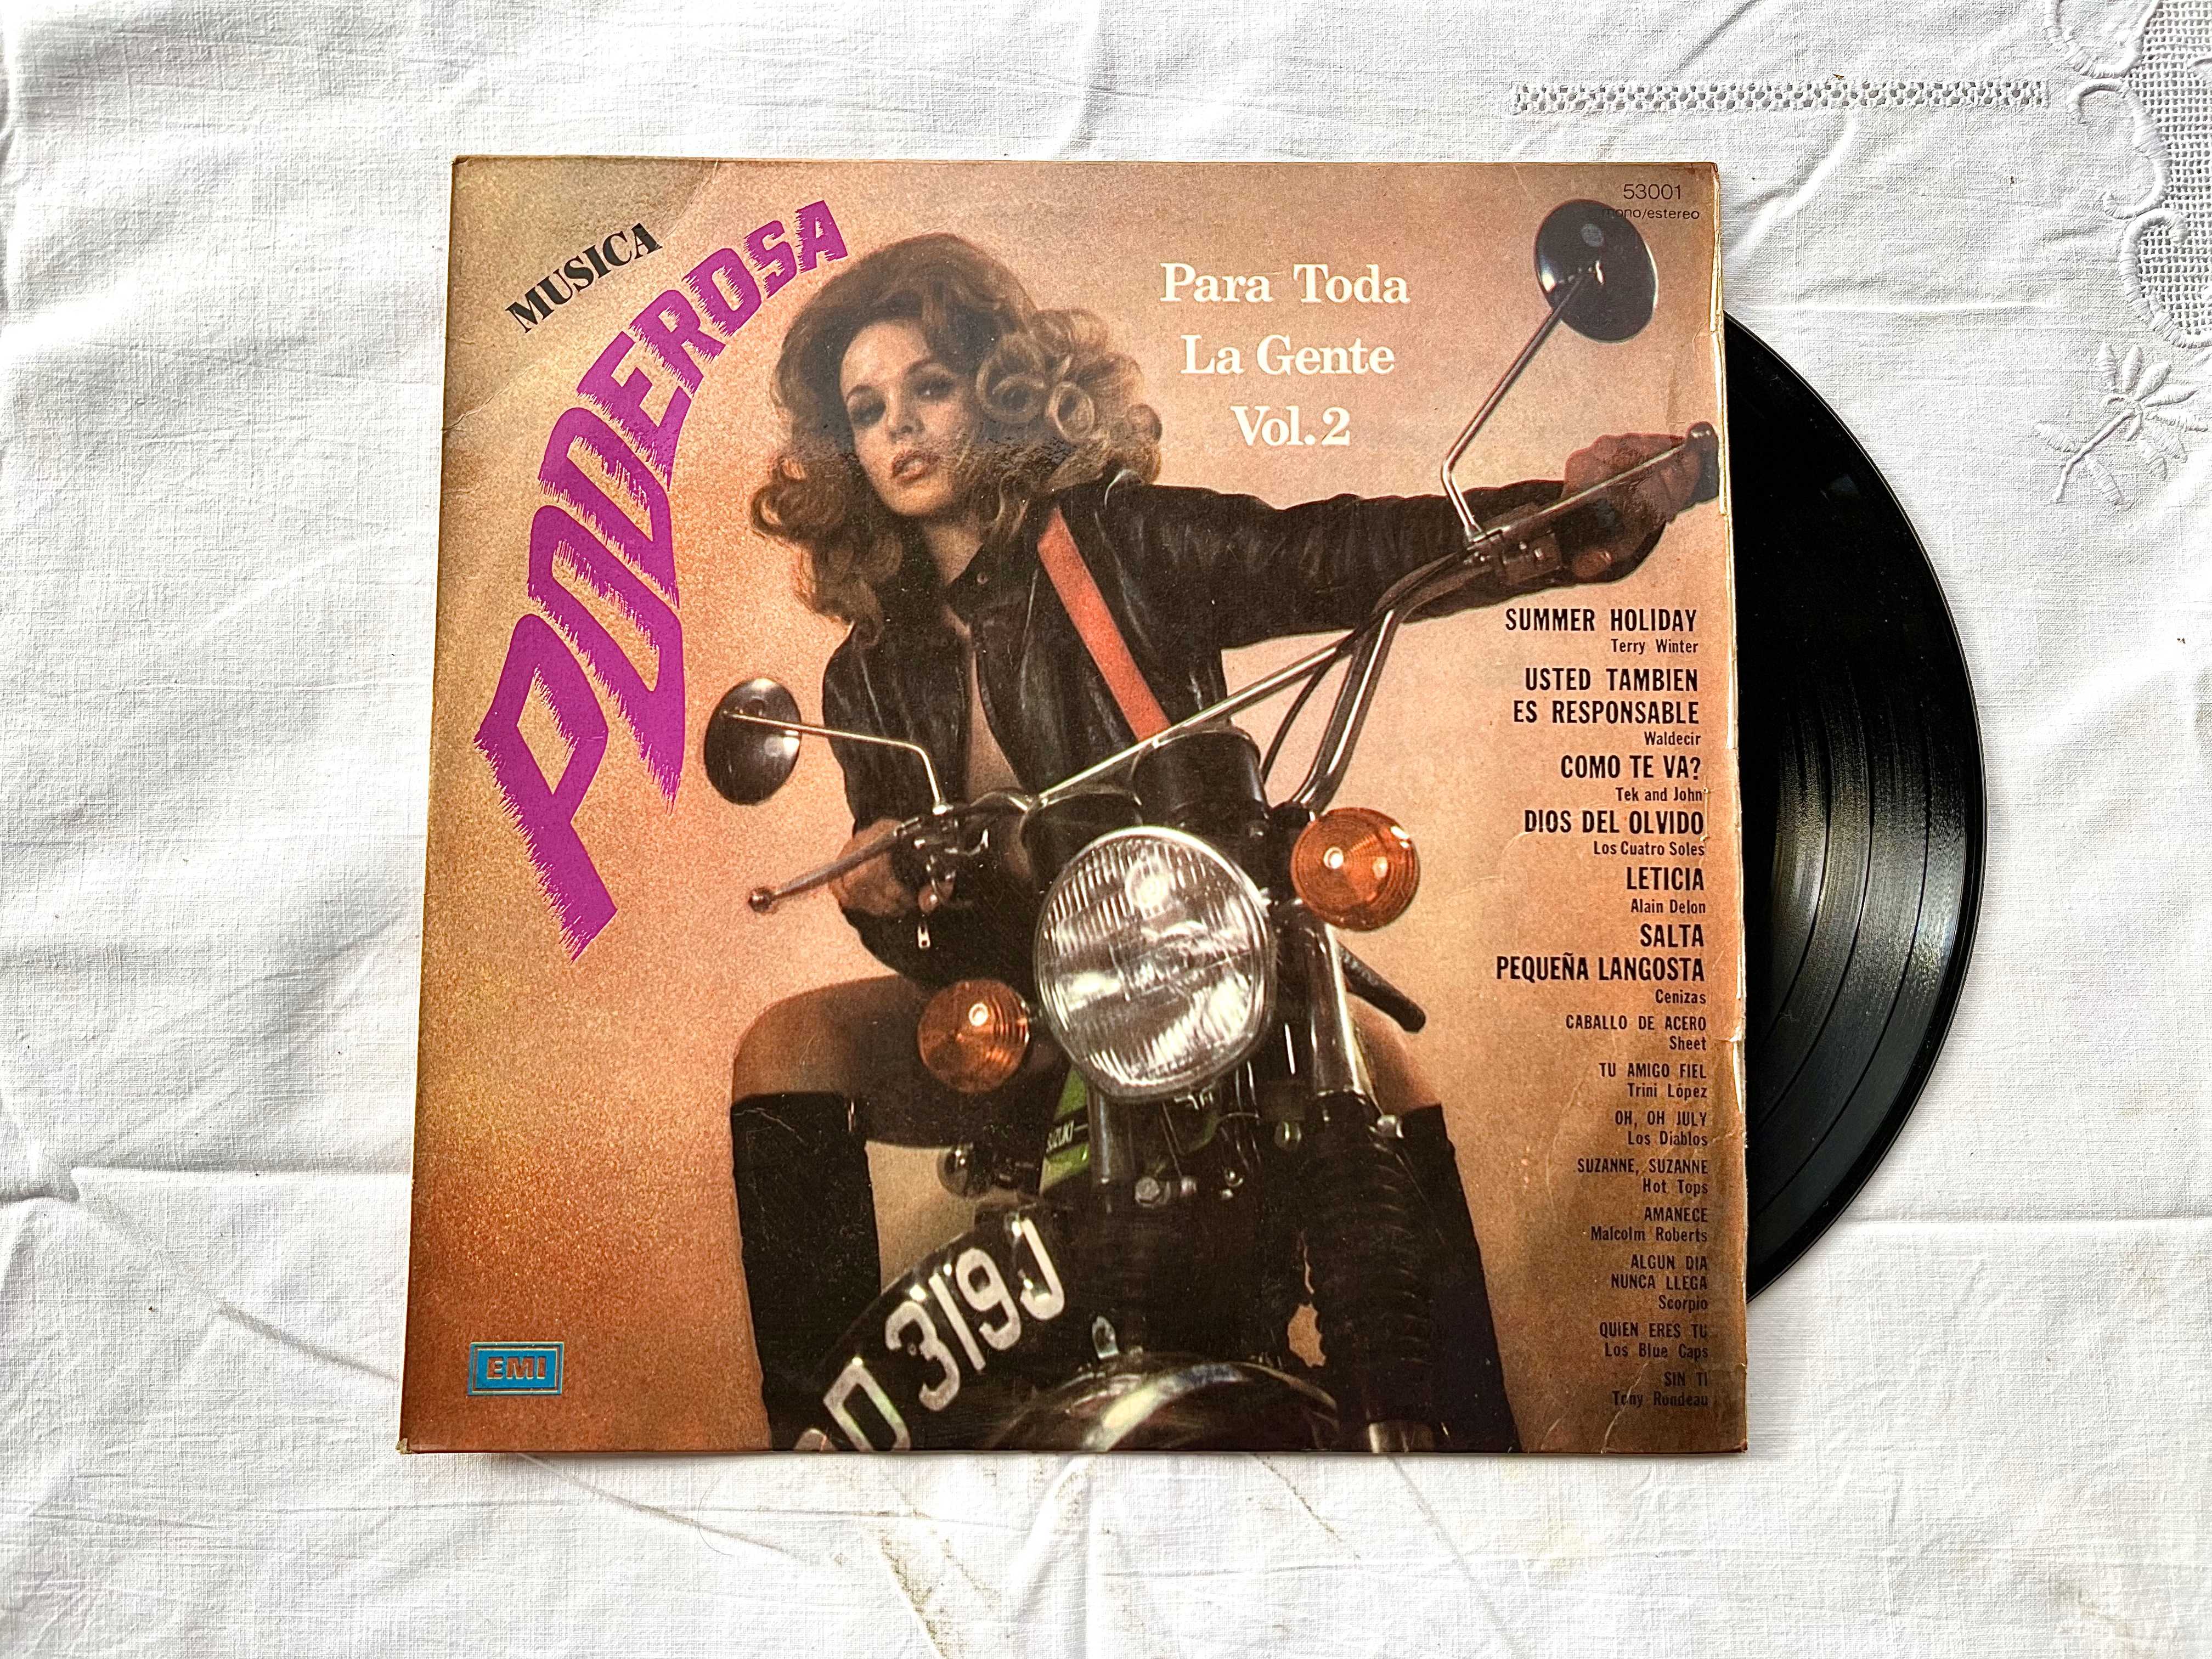 MUSICA
PODEROSA
53001
mono/estereo
Para Toda
La Gente
Vol.2
SUMMER HOLIDAY
Terry Winter
USTED TAMBIEN
ES RESPONSABLE
Waldecir
COMO TE VA?
Tek and John
DIOS DEL OLVIDO
Los Cuatro Soles
LETICIA
Alain Delon
SALTA
PEQUEÑA LANGOSTA
Cenizas
CABALLO DE ACERO
Sheet
TU AMIGO FIEL
Trini López
OH, OH JULY
Los Diablos
SUZANNE, SUZANNE
Hot Tops
AMANECE
Malcolm Roberts
ALGUN DIA
NUNCA LLEGA
Scorpio
QUIEN ERES TU
Los Blue Caps
SIN TI
Tony Rondeau
SUZUKI
319J
EMI